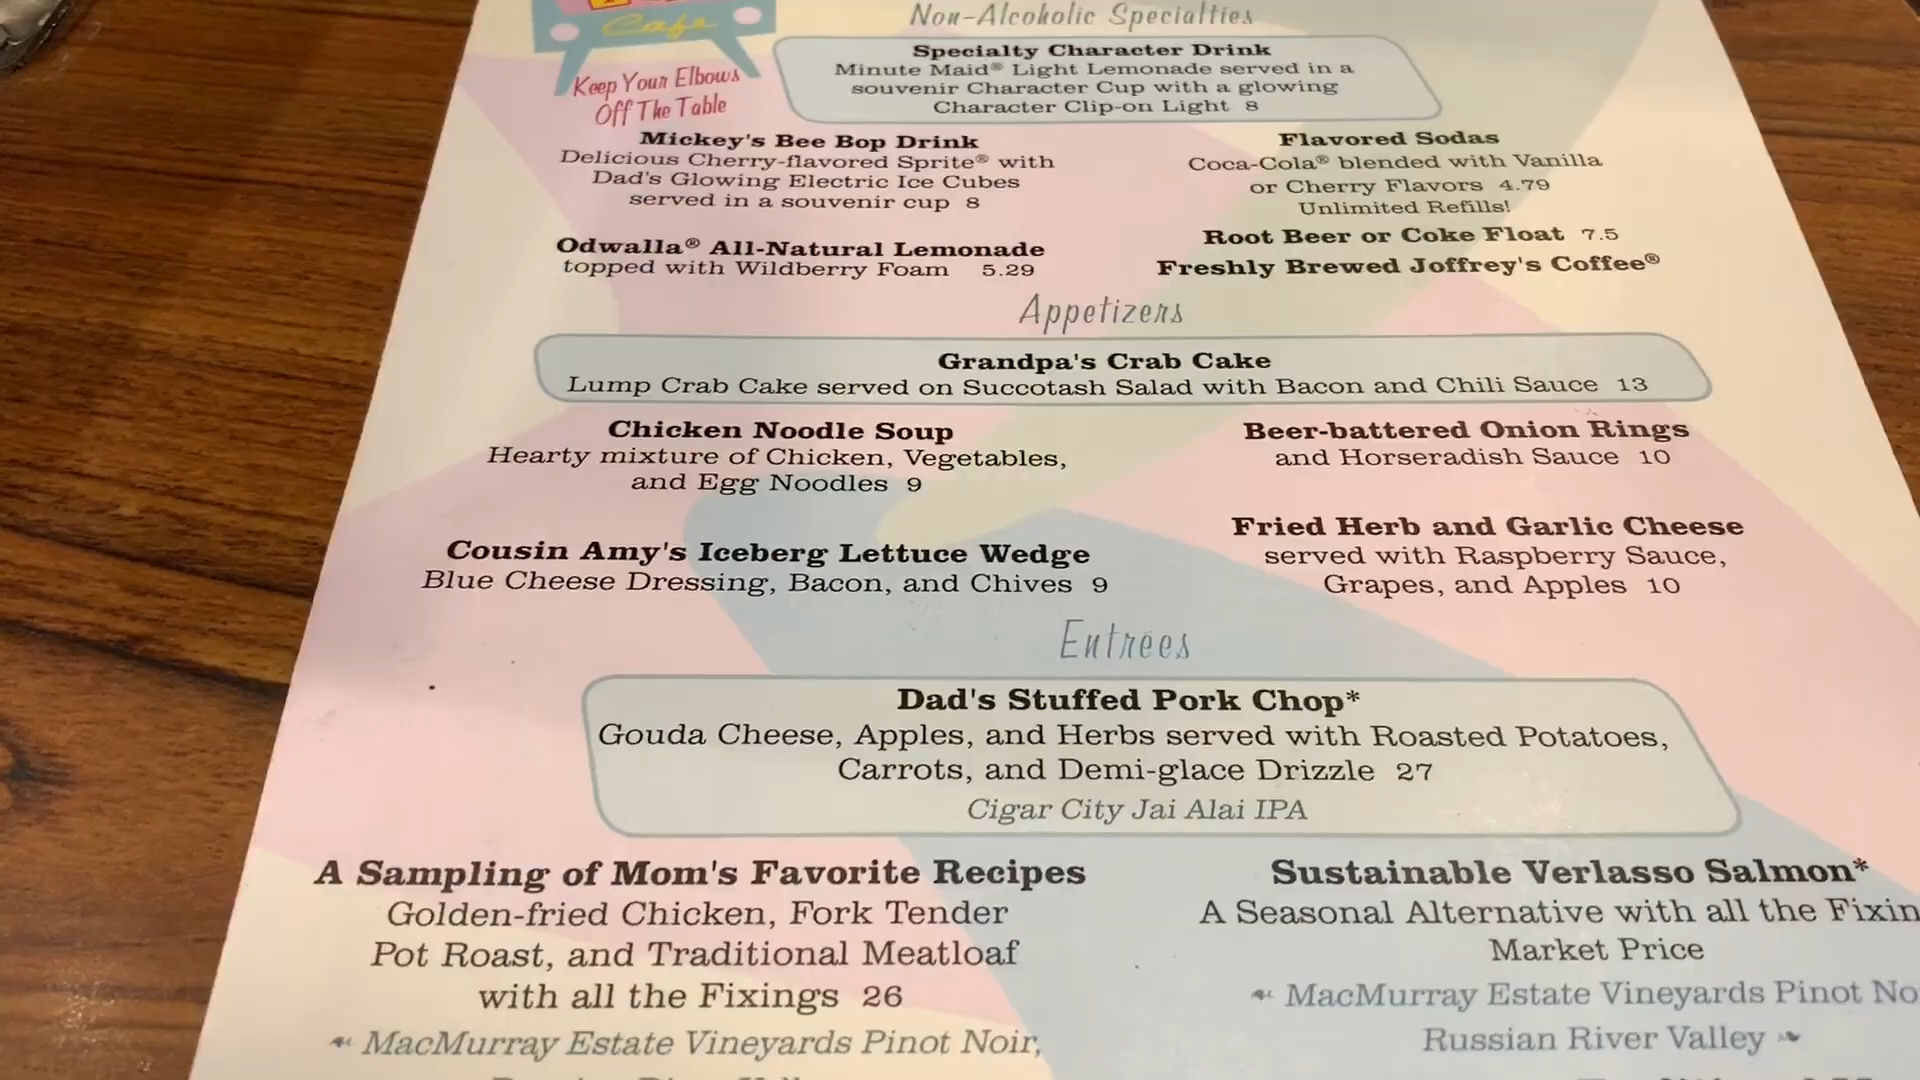 Cafe
Keep Your Elbows
Off The Table
Non-Alcoholic Specialties
Specialty Character Drink
Minute Maid® Light Lemonade served in a
souvenir Character Cup with a glowing
Character Clip-on Light 8
Mickey's Bee Bop Drink
Delicious Cherry-flavored Sprite® with
Dad's Glowing Electric Ice Cubes
served in a souvenir cup 8
Odwalla® All-Natural Lemonade
topped with Wildberry Foam 5.29
Flavored Sodas
Coca-Cola® blended with Vanilla
or Cherry Flavors 4.79
Unlimited Refills!
Root Beer or Coke Float 7.5
Freshly Brewed Joffrey's Coffee®
Appetizers
Grandpa's Crab Cake
Lump Crab Cake served on Succotash Salad with Bacon and Chili Sauce 13
Chicken Noodle Soup
Hearty mixture of Chicken, Vegetables,
and Egg Noodles 9
Cousin Amy's Iceberg Lettuce Wedge
Blue Cheese Dressing, Bacon, and Chives 9
Beer-battered Onion Rings
and Horseradish Sauce 10
Fried Herb and Garlic Cheese
served with Raspberry Sauce,
Grapes, and Apples 10
Entrées
Dad's Stuffed Pork Chop*
Gouda Cheese, Apples, and Herbs served with Roasted Potatoes,
Carrots, and Demi-glace Drizzle 27
Cigar City Jai Alai IPA
A Sampling of Mom's Favorite Recipes
Golden-fried Chicken, Fork Tender
Pot Roast, and Traditional Meatloaf
with all the Fixings 26
MacMurray Estate Vineyards Pinot Noir,
Sustainable Verlasso Salmon*
A Seasonal Alternative with all the Fixin
Market Price
MacMurray Estate Vineyards Pinot No
Russian River Valley